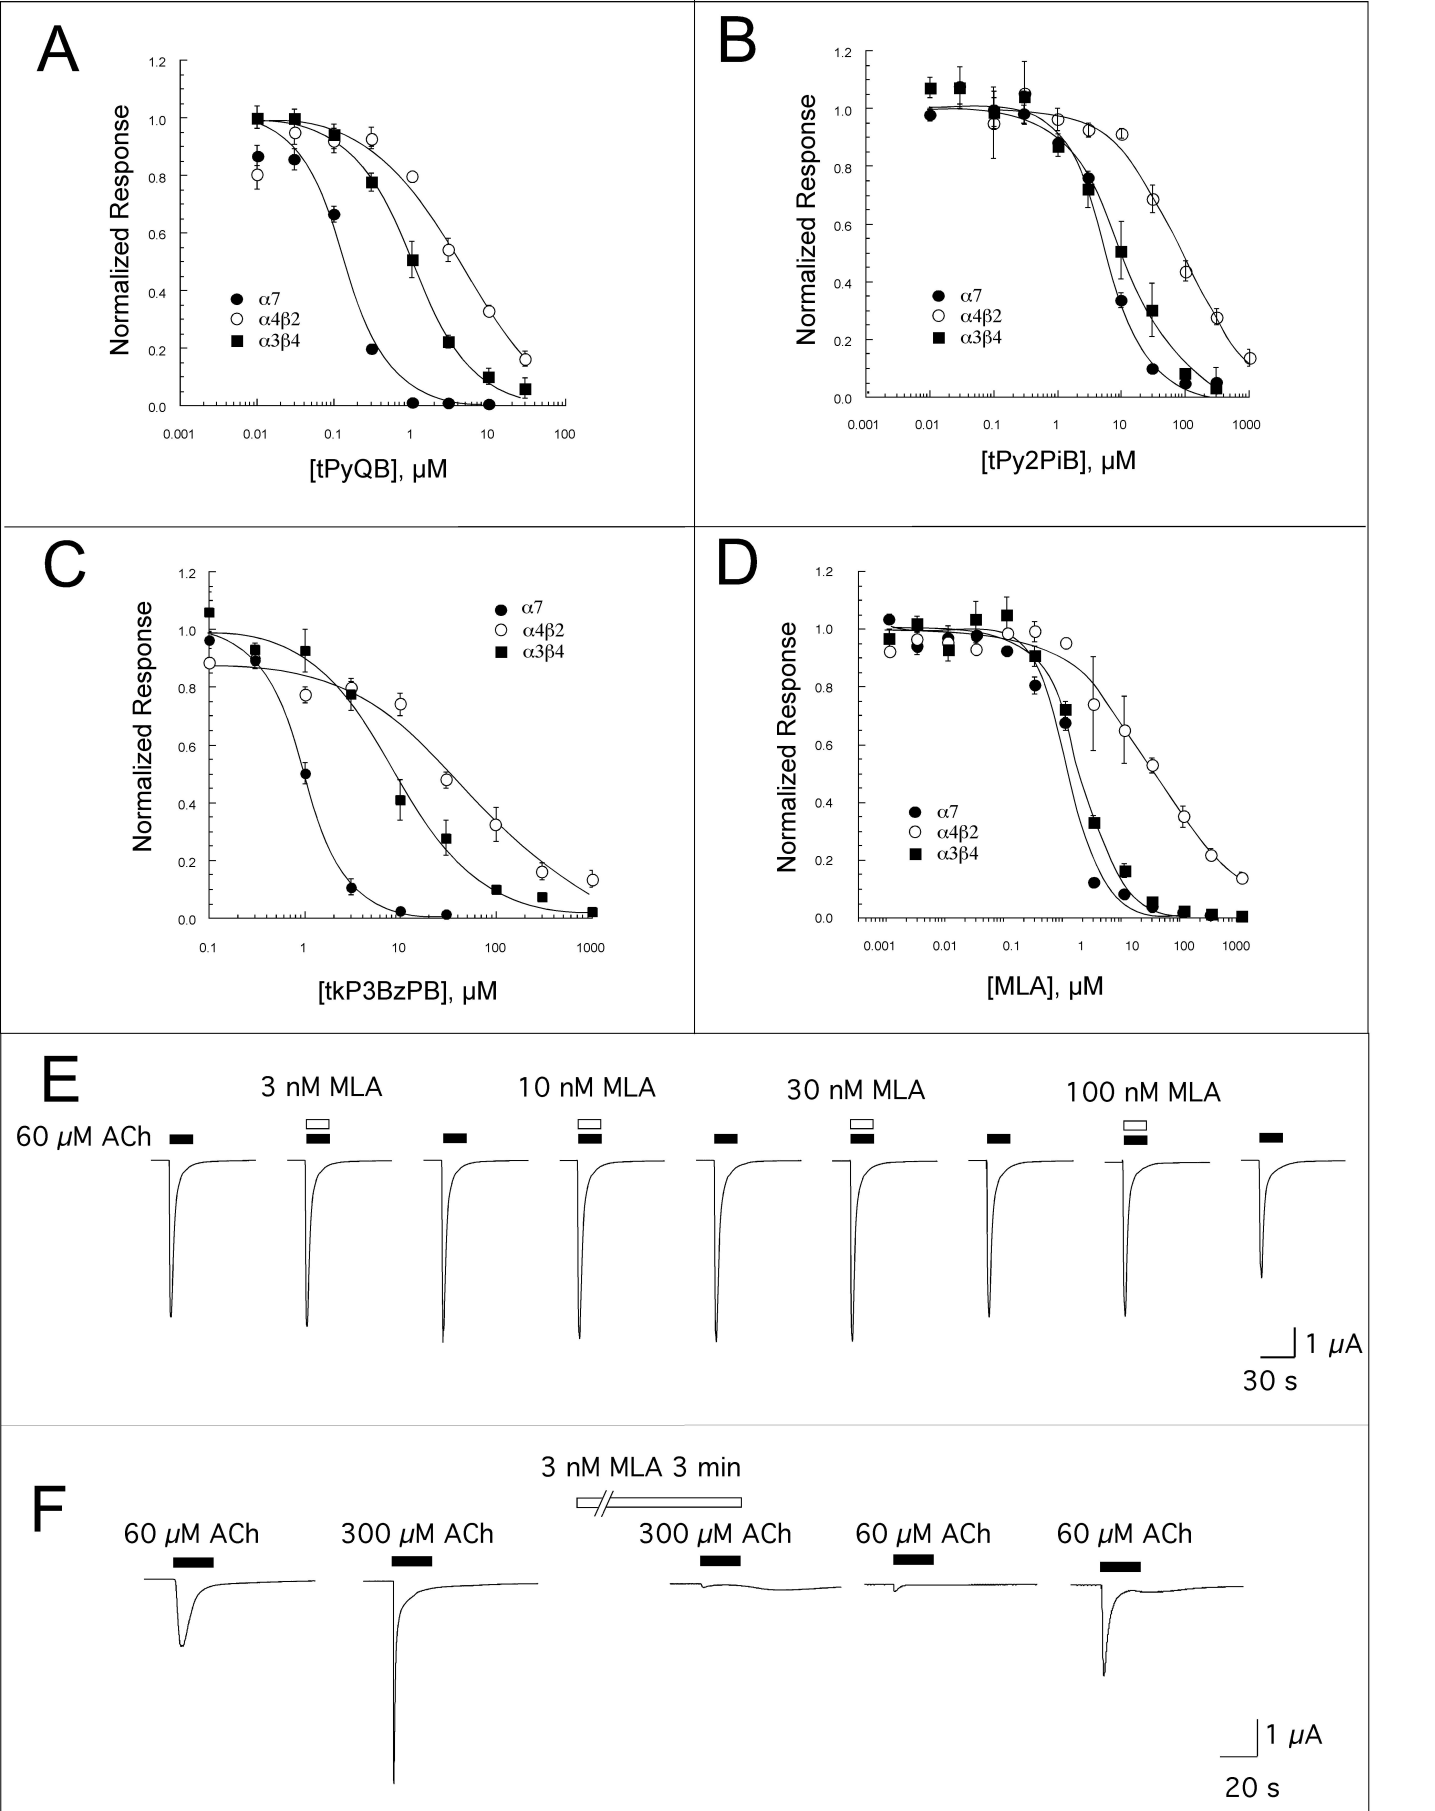 A
1.2
1.0
0.8
0.6
0.4
0.2
0.0
Normalized Response
α7
α4β2
α3β4
0.001 0.01 0.1 1 10 100
[tPyQB], µM
B
1.2
1.0
0.8
0.6
0.4
0.2
0.0
Normalized Response
α7
α4β2
α3β4
0.001 0.01 0.1 1 10 100 1000
[tPy2PiB], µM
C
1.2
1.0
0.8
0.6
0.4
0.2
0.0
Normalized Response
α7
α4β2
α3β4
0.1 1 10 100 1000
[tkP3BzPB], µM
D
1.2
1.0
0.8
0.6
0.4
0.2
0.0
Normalized Response
α7
α4β2
α3β4
0.001 0.01 0.1 1 10 100 1000
[MLA], µM
E
3 nM MLA 10 nM MLA 30 nM MLA 100 nM MLA
60 µM ACh
1 µA
30 s
F
3 nM MLA 3 min
60 µM ACh 300 µM ACh 300 µM ACh 60 µM ACh 60 µM ACh
1 µA
20 s